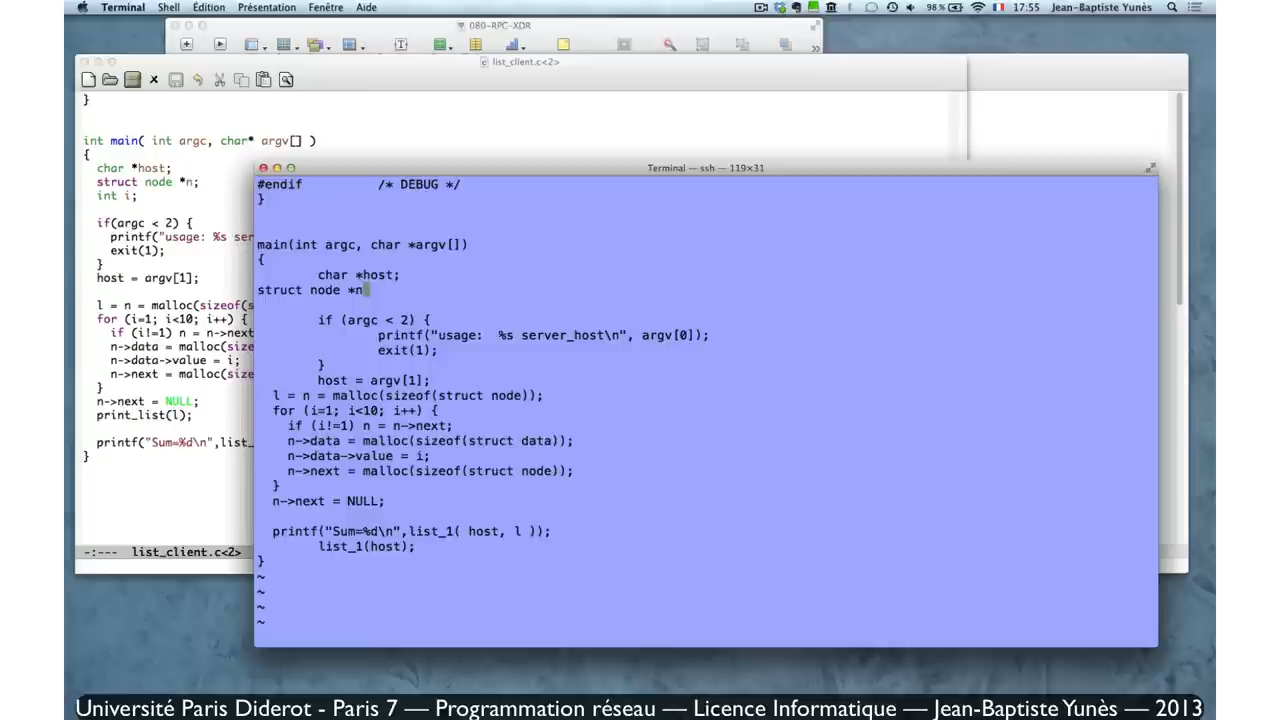 Terminal Shell Édition Présentation Fenêtre Aide 98 % 17:55 Jean-Baptiste Yunès
080-RPC-XDR
list_client.c<2>
}
int main( int argc, char* argv[] )
{
char *host;
struct node *n;
int i;
if(argc < 2) {
printf("usage: %s ser
exit(1);
}
host = argv[1];
l = n = malloc(sizeof(s
for (i=1; i<10; i++) {
if (i!=1) n = n->next
n->data = malloc(size
n->data->value = i;
n->next = malloc(size
}
n->next = NULL;
print_list(l);
printf("Sum=%d\n",list_
}
-:--- list_client.c<2>
Terminal — ssh — 119×31
#endif /* DEBUG */
}
main(int argc, char *argv[])
{
char *host;
struct node *n
if (argc < 2) {
printf("usage: %s server_host\n", argv[0]);
exit(1);
}
host = argv[1];
l = n = malloc(sizeof(struct node));
for (i=1; i<10; i++) {
if (i!=1) n = n->next;
n->data = malloc(sizeof(struct data));
n->data->value = i;
n->next = malloc(sizeof(struct node));
}
n->next = NULL;
printf("Sum=%d\n",list_1( host, l ));
list_1(host);
}
~
~
~
~
Université Paris Diderot - Paris 7 — Programmation réseau — Licence Informatique — Jean-Baptiste Yunès — 2013